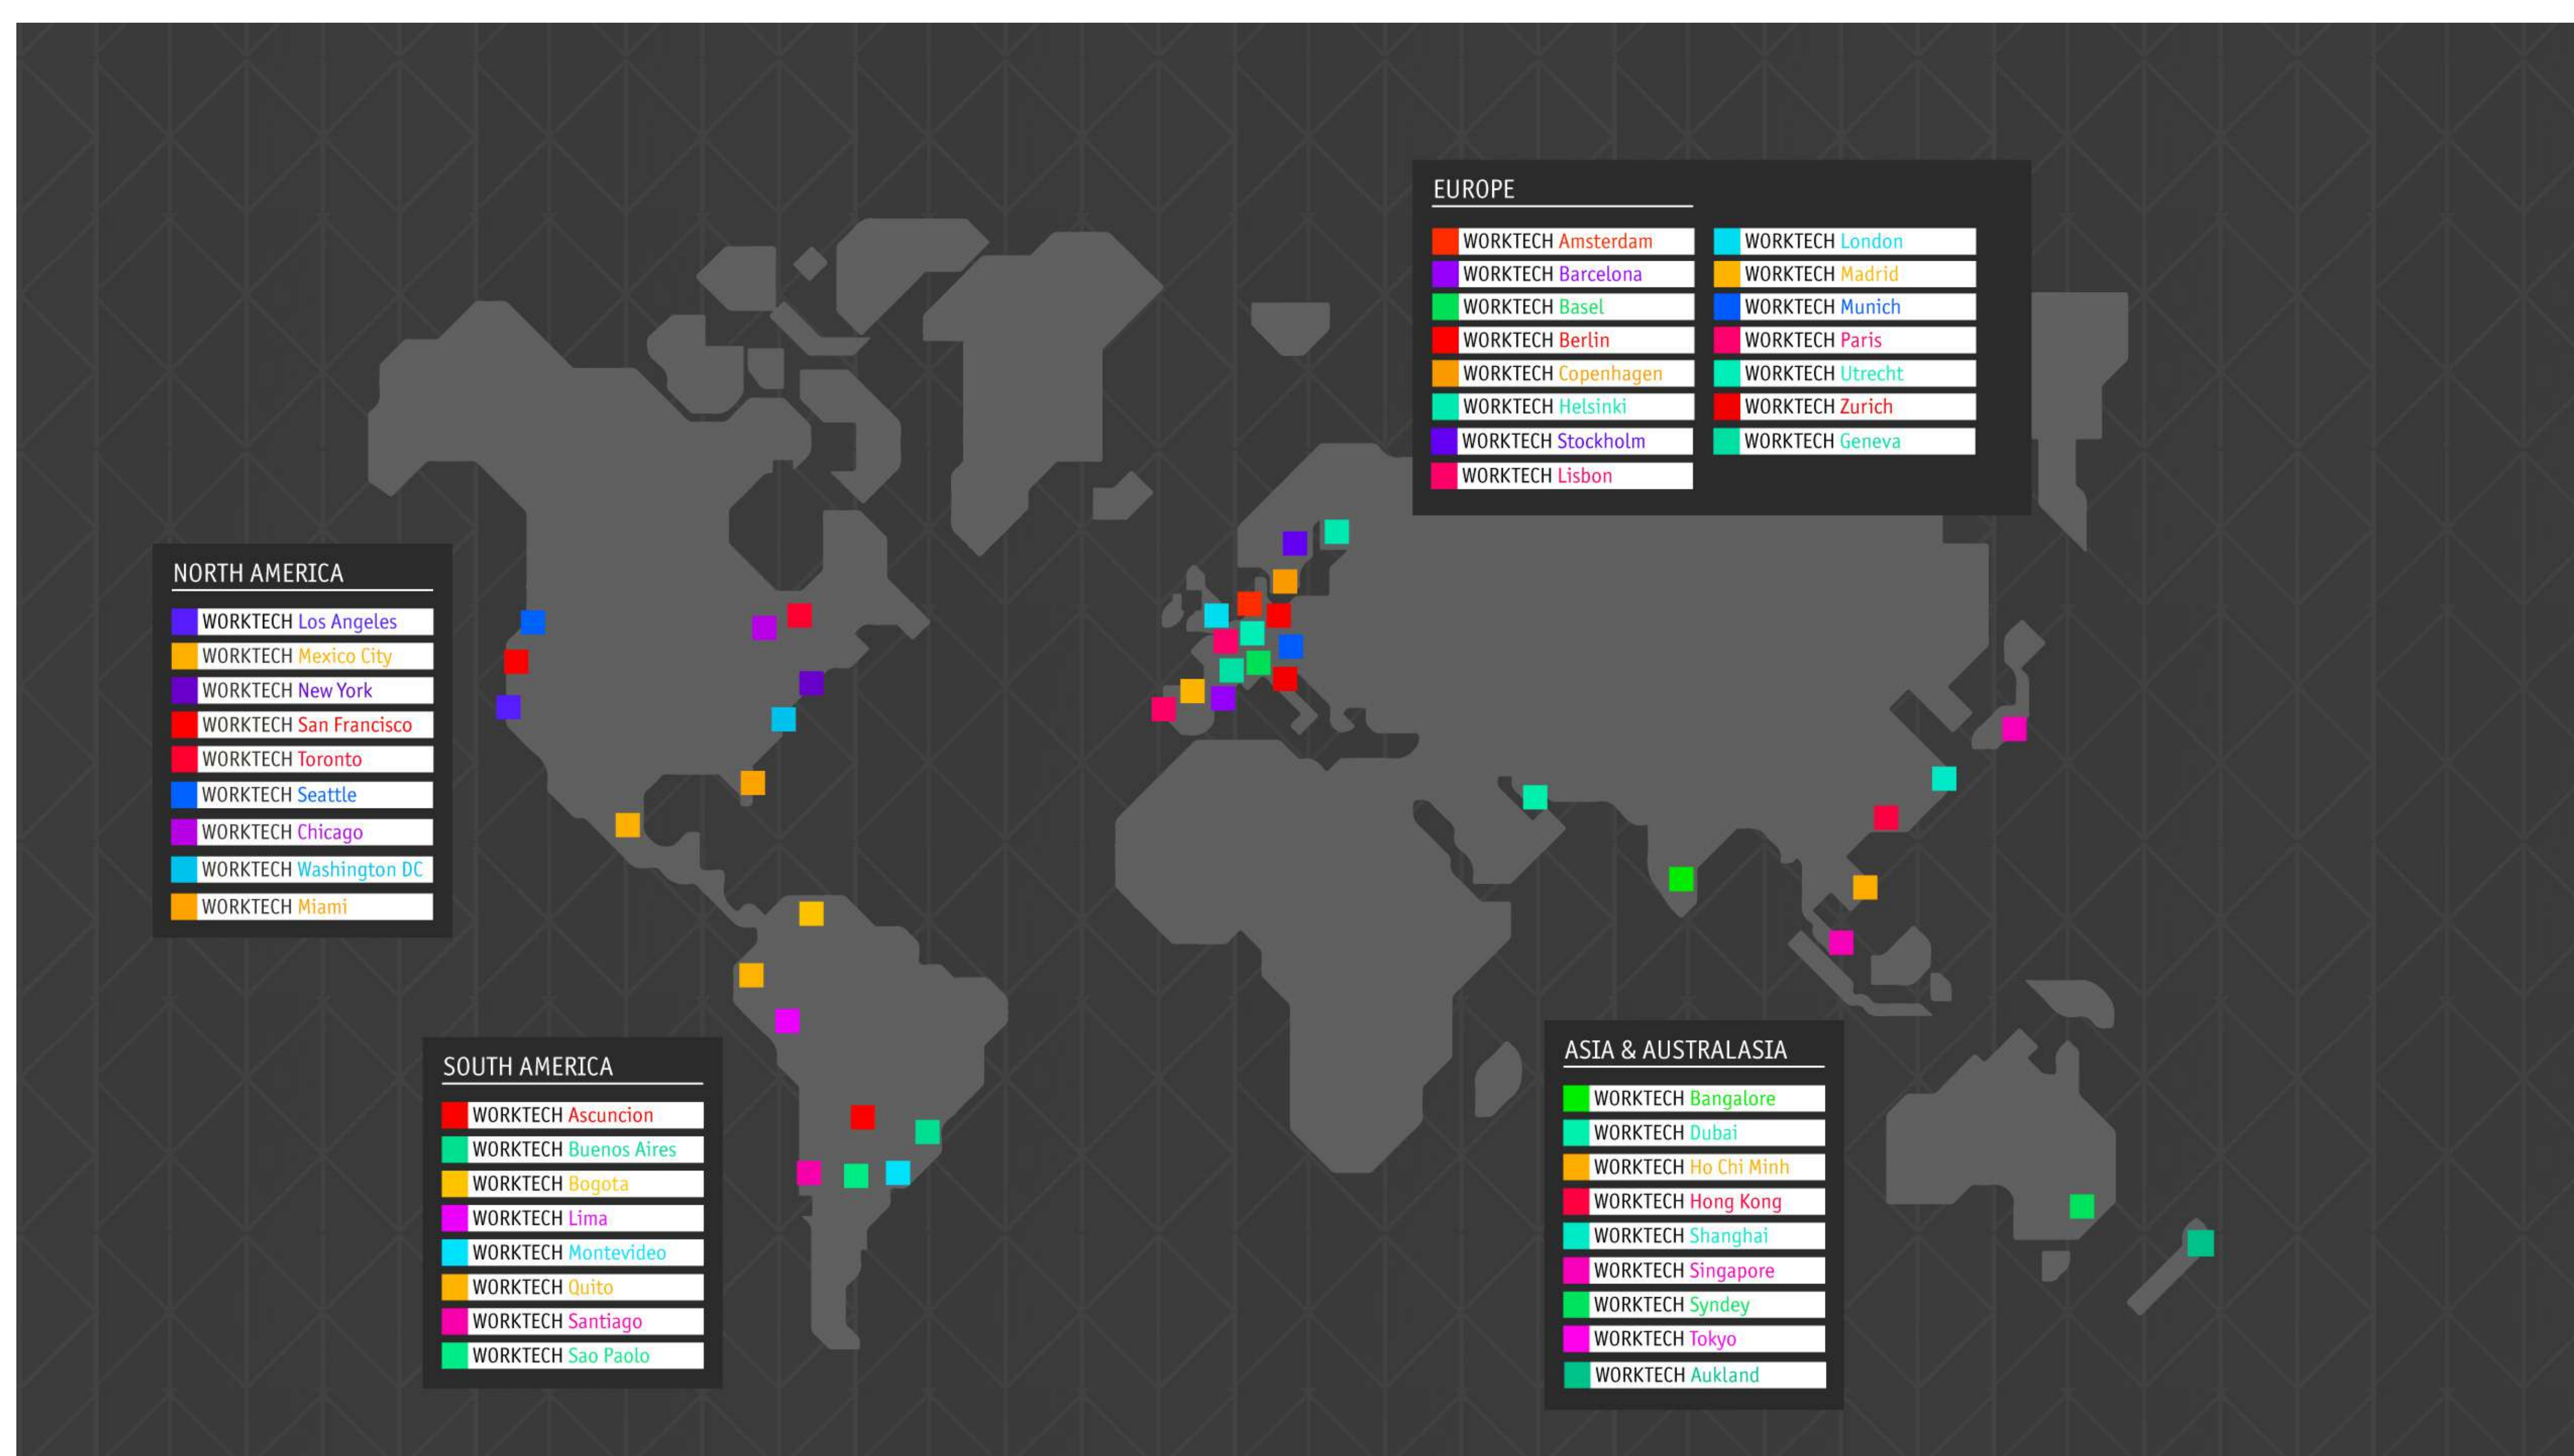 EUROPE
WORKTECH Amsterdam
WORKTECH Barcelona
WORKTECH Basel
WORKTECH Berlin
WORKTECH Copenhagen
WORKTECH Helsinki
WORKTECH Stockholm
WORKTECH Lisbon
WORKTECH London
WORKTECH Madrid
WORKTECH Munich
WORKTECH Paris
WORKTECH Utrecht
WORKTECH Zurich
WORKTECH Geneva
NORTH AMERICA
WORKTECH Los Angeles
WORKTECH Mexico City
WORKTECH New York
WORKTECH San Francisco
WORKTECH Toronto
WORKTECH Seattle
WORKTECH Chicago
WORKTECH Washington DC
WORKTECH Miami
SOUTH AMERICA
WORKTECH Ascuncion
WORKTECH Buenos Aires
WORKTECH Bogota
WORKTECH Lima
WORKTECH Montevideo
WORKTECH Quito
WORKTECH Santiago
WORKTECH Sao Paolo
ASIA & AUSTRALASIA
WORKTECH Bangalore
WORKTECH Dubai
WORKTECH Ho Chi Minh
WORKTECH Hong Kong
WORKTECH Shanghai
WORKTECH Singapore
WORKTECH Syndey
WORKTECH Tokyo
WORKTECH Aukland